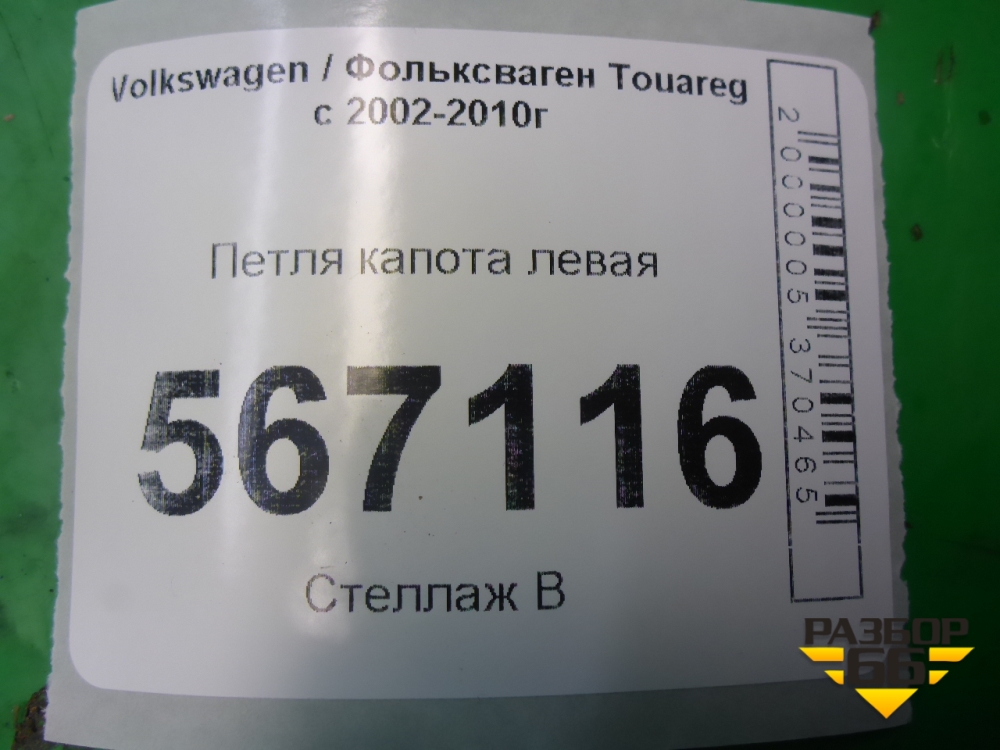 Volkswagen / Фольксваген Touareg
с 2002-2010г
Петля капота левая
567116
Стеллаж В
2000005370465
РАЗБОР
66